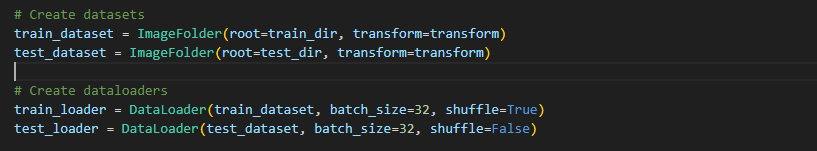 # Create datasets
train_dataset = ImageFolder(root=train_dir, transform=transform)
test_dataset = ImageFolder(root=test_dir, transform=transform)
# Create dataloaders
train_loader = DataLoader(train_dataset, batch_size=32, shuffle=True)
test_loader = DataLoader(test_dataset, batch_size=32, shuffle=False)